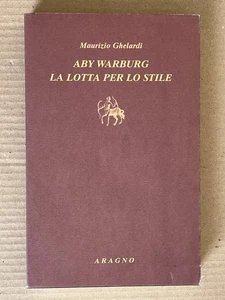 Maurizio Ghelardi
ABY WARBURG
LA LOTTA PER LO STILE
ARAGNO